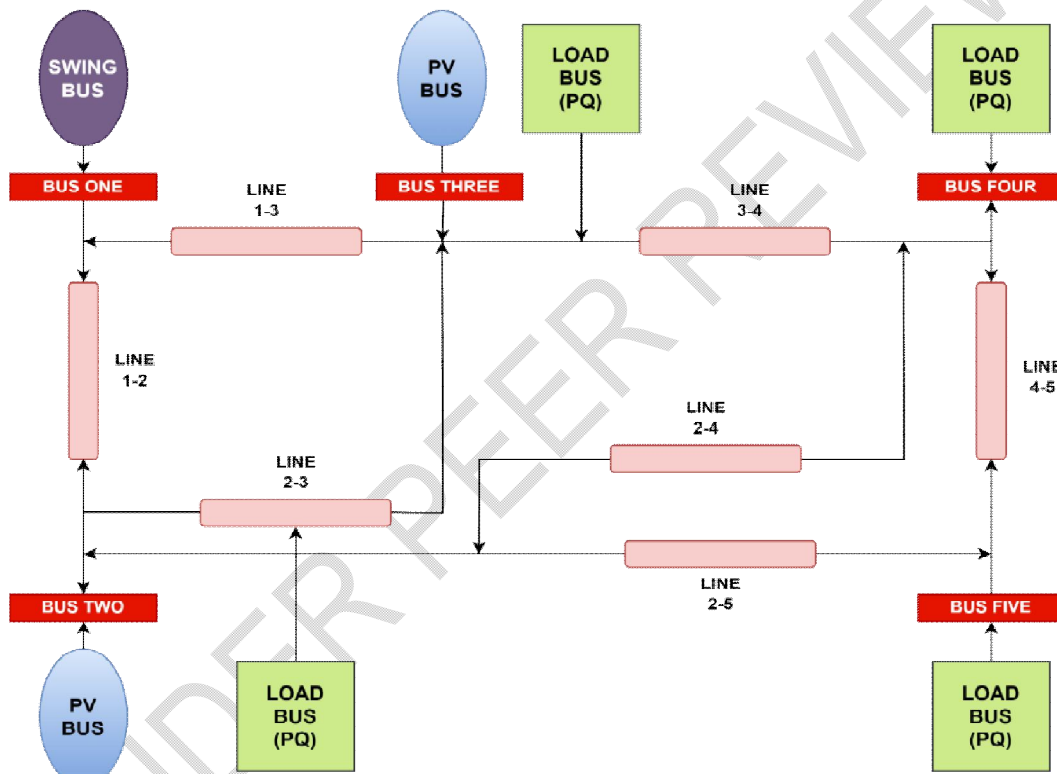 SWING
BUS
PV
BUS
LOAD
BUS
(PQ)
LOAD
BUS
(PQ)
BUS ONE
BUS THREE
BUS FOUR
LINE
1-3
LINE
3-4
LINE
1-2
LINE
4-5
LINE
2-4
LINE
2-3
LINE
2-5
BUS TWO
BUS FIVE
PV
BUS
LOAD
BUS
(PQ)
LOAD
BUS
(PQ)
UNDER PEER REVIEW